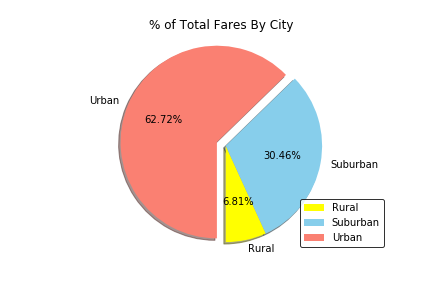 % of Total Fares By City
Urban
62.72%
30.46%
Suburban
6.81%
Rural
Rural
Suburban
Urban